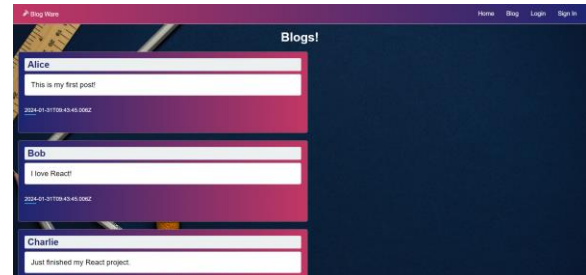 Blog Ware
Home Blog Login Sign In
Blogs!
Alice
This is my first post!
2024-01-31T09:43:45.006Z
Bob
I love React!
2024-01-31T09:43:45.006Z
Charlie
Just finished my React project.